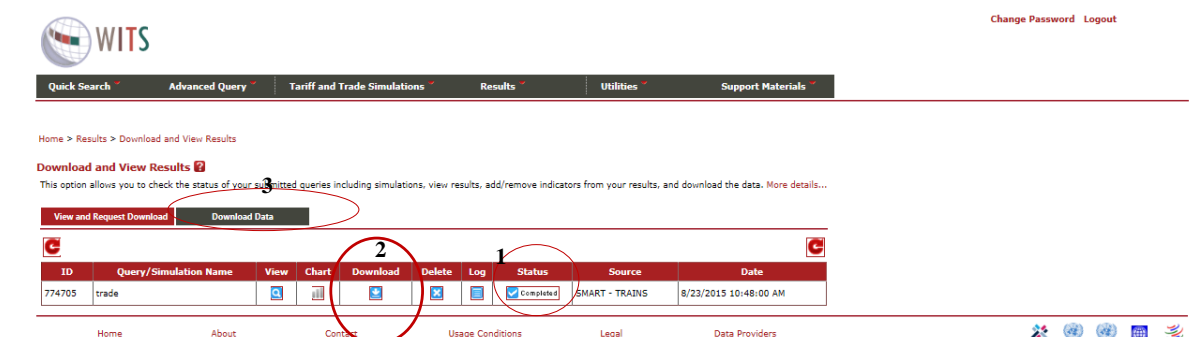 Change Password Logout
WITS
Quick Search Advanced Query Tariff and Trade Simulations Results Utilities Support Materials
Home > Results > Download and View Results
Download and View Results ?
This option allows you to check the status of your submitted queries including simulations, view results, add/remove indicators from your results, and download the data. More details...
3
View and Request Download Download Data
2
1
ID Query/Simulation Name View Chart Download Delete Log Status Source Date
774705 trade Completed SMART - TRAINS 8/23/2015 10:48:00 AM
Home About Contact Usage Conditions Legal Data Providers